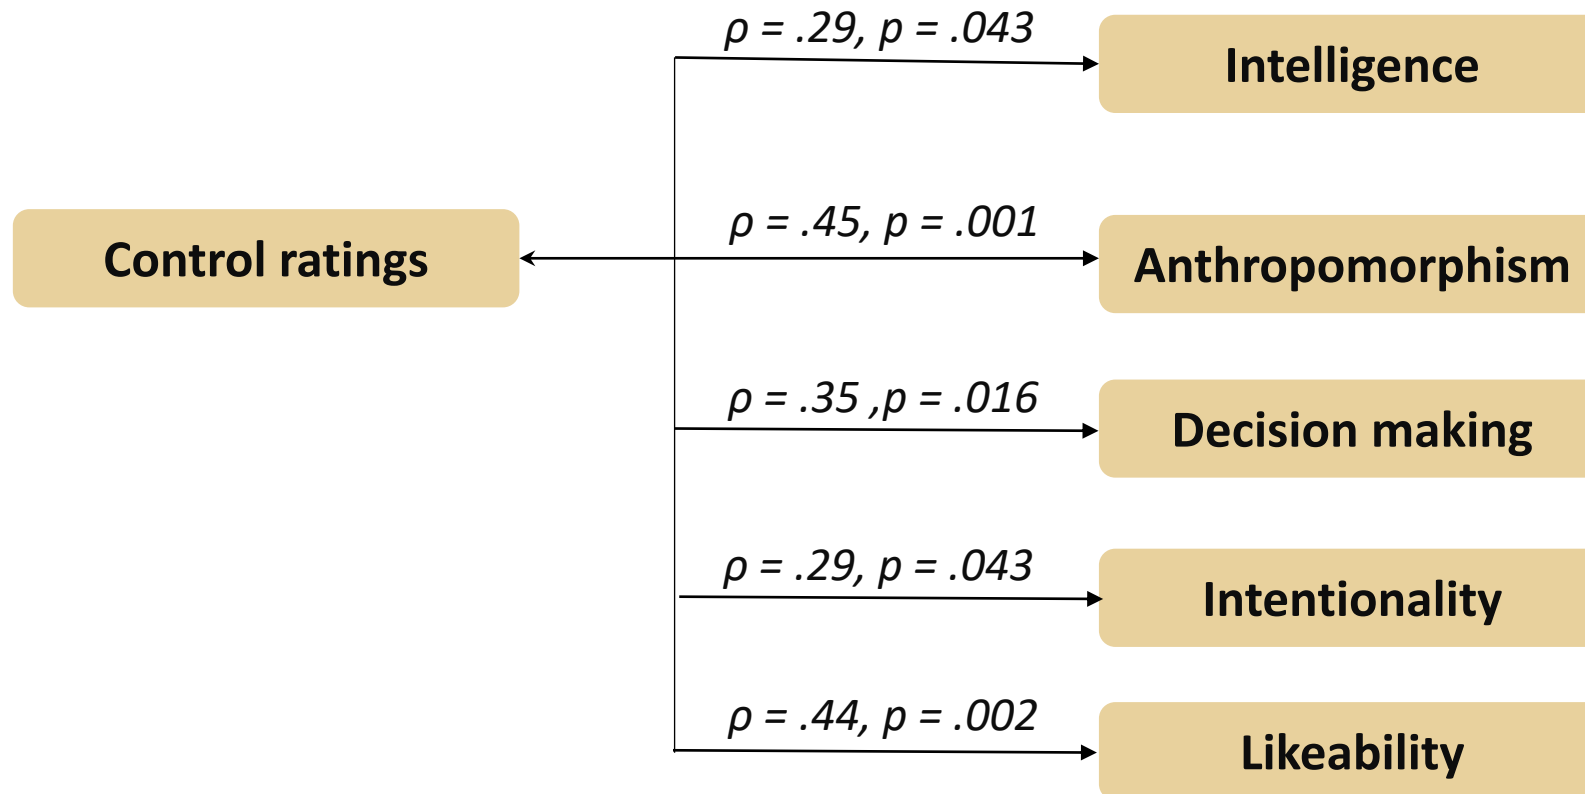 ρ = .29, p = .043
Intelligence
Control ratings
ρ = .45, p = .001
Anthropomorphism
ρ = .35 ,p = .016
Decision making
ρ = .29, p = .043
Intentionality
ρ = .44, p = .002
Likeability